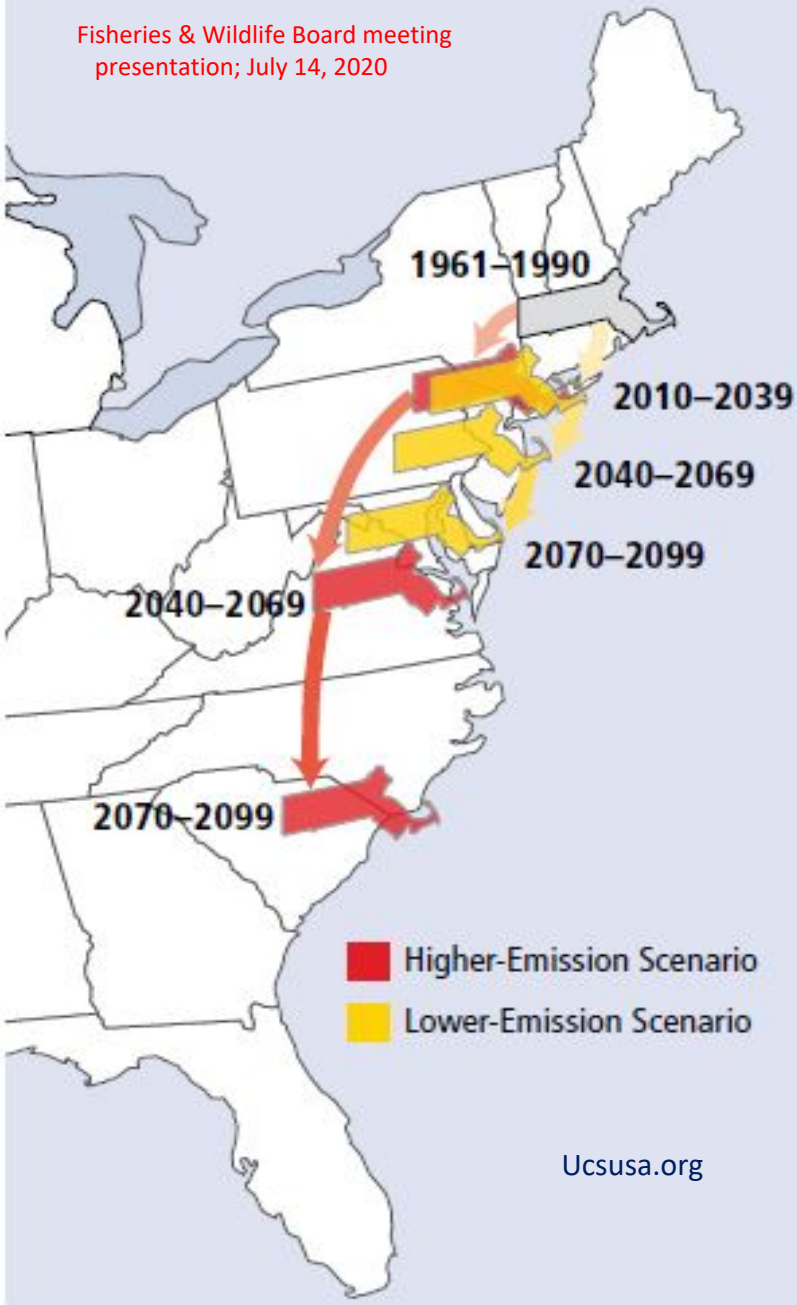 Fisheries & Wildlife Board meeting
presentation; July 14, 2020
1961–1990
2010–2039
2040–2069
2070–2099
2040–2069
2070–2099
Higher-Emission Scenario
Lower-Emission Scenario
Ucsusa.org